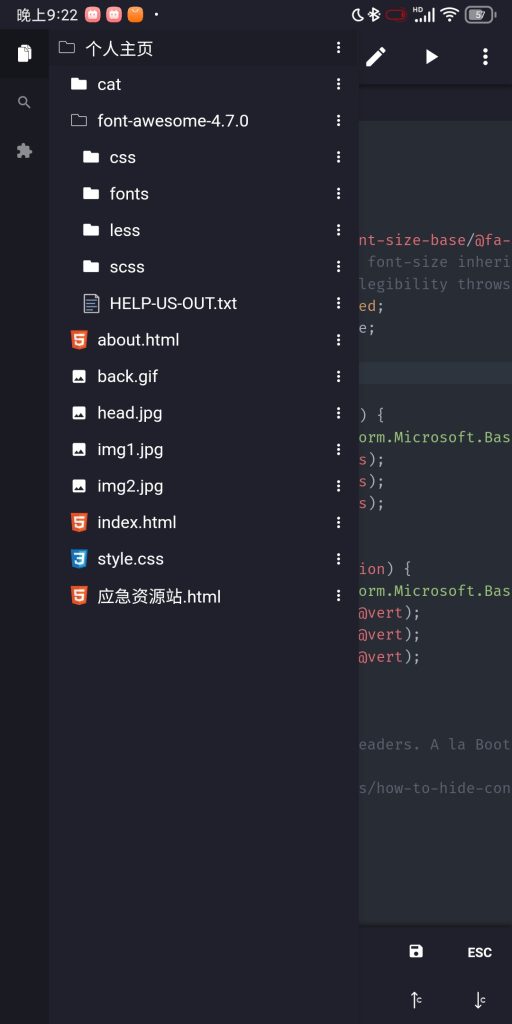 晚上9:22
HD
57
个人主页
cat
font-awesome-4.7.0
css
fonts
less
scss
HELP-US-OUT.txt
about.html
back.gif
head.jpg
img1.jpg
img2.jpg
index.html
style.css
应急资源站.html
nt-size-base/@fa-
font-size inheri
legibility throws
ed;
e;
) {
orm.Microsoft.Bas
s);
s);
s);
ion) {
orm.Microsoft.Bas
@vert);
@vert);
@vert);
eaders. A la Boot
s/how-to-hide-con
ESC